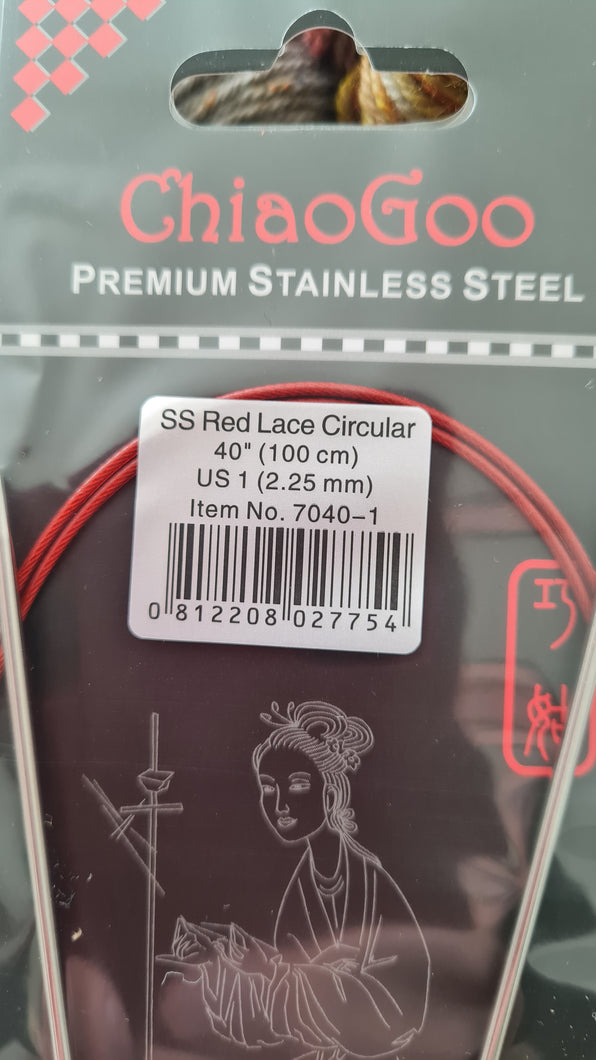 ChiaoGoo
PREMIUM STAINLESS STEEL
SS Red Lace Circular
40" (100 cm)
US 1 (2.25 mm)
Item No. 7040-1
0 812208 027754
巧